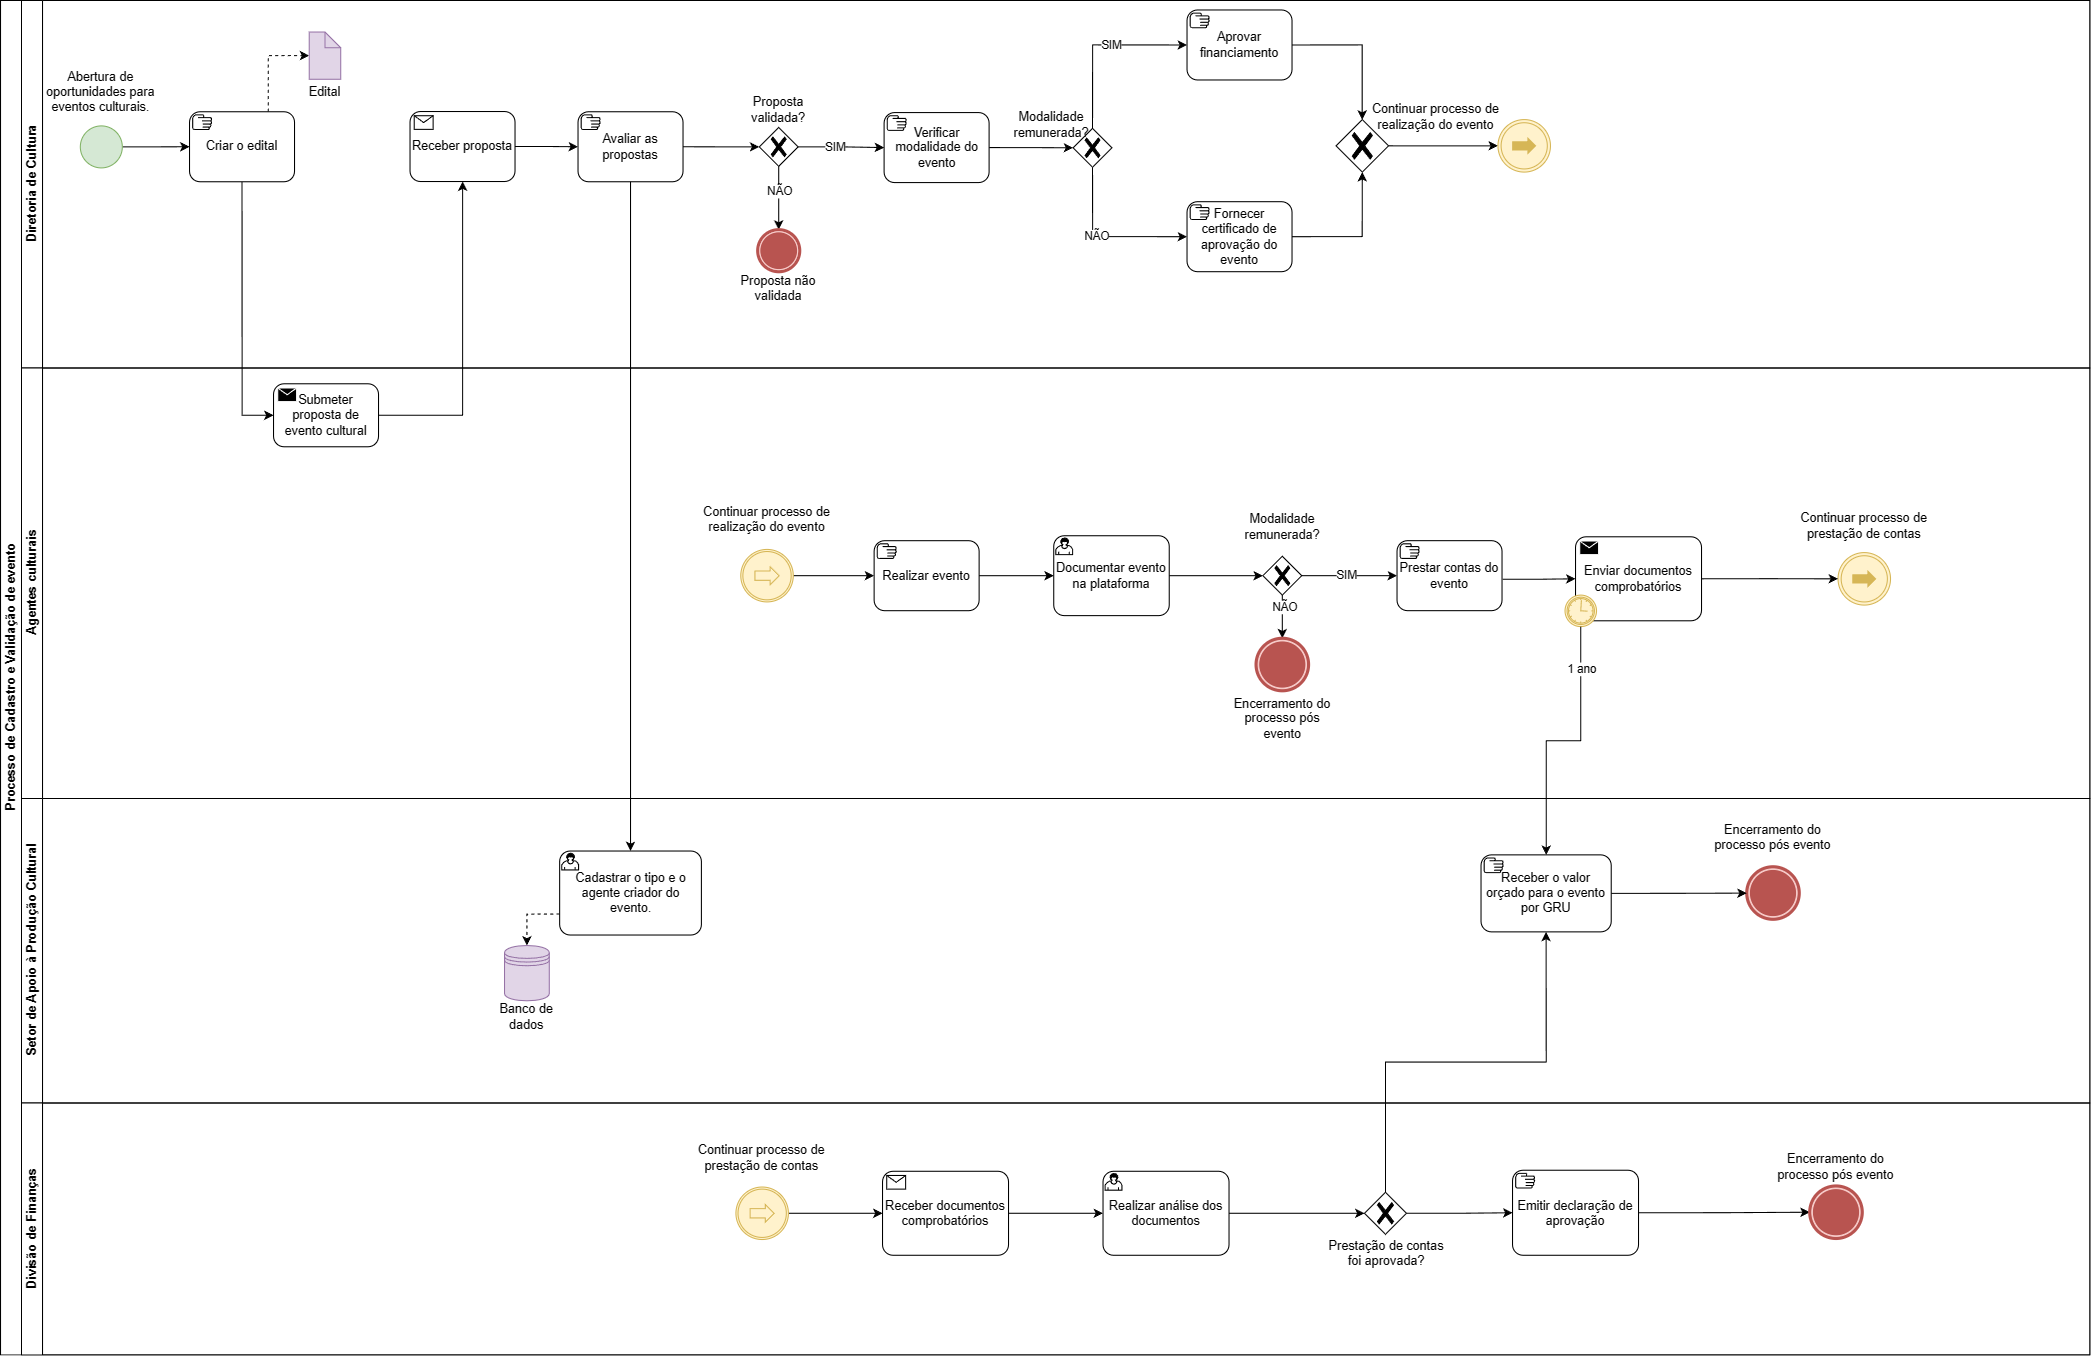 Processo de Cadastro e Validação de evento
Diretoria de Cultura
Abertura de
oportunidades para
eventos culturais.
Criar o edital
Edital
Receber proposta
Avaliar as
propostas
Proposta
validada?
SIM
NÃO
Proposta não
validada
Verificar
modalidade do
evento
Modalidade
remunerada?
SIM
NÃO
Aprovar
financiamento
Fornecer
certificado de
aprovação do
evento
Continuar processo de
realização do evento
Agentes culturais
Submeter
proposta de
evento cultural
Continuar processo de
realização do evento
Realizar evento
Documentar evento
na plataforma
Modalidade
remunerada?
SIM
NÃO
Encerramento do
processo pós
evento
Prestar contas do
evento
Enviar documentos
comprobatórios
1 ano
Continuar processo de
prestação de contas
Setor de Apoio à Produção Cultural
Cadastrar o tipo e o
agente criador do
evento.
Banco de
dados
Receber o valor
orçado para o evento
por GRU
Encerramento do
processo pós evento
Divisão de Finanças
Continuar processo de
prestação de contas
Receber documentos
comprobatórios
Realizar análise dos
documentos
Prestação de contas
foi aprovada?
Emitir declaração de
aprovação
Encerramento do
processo pós evento